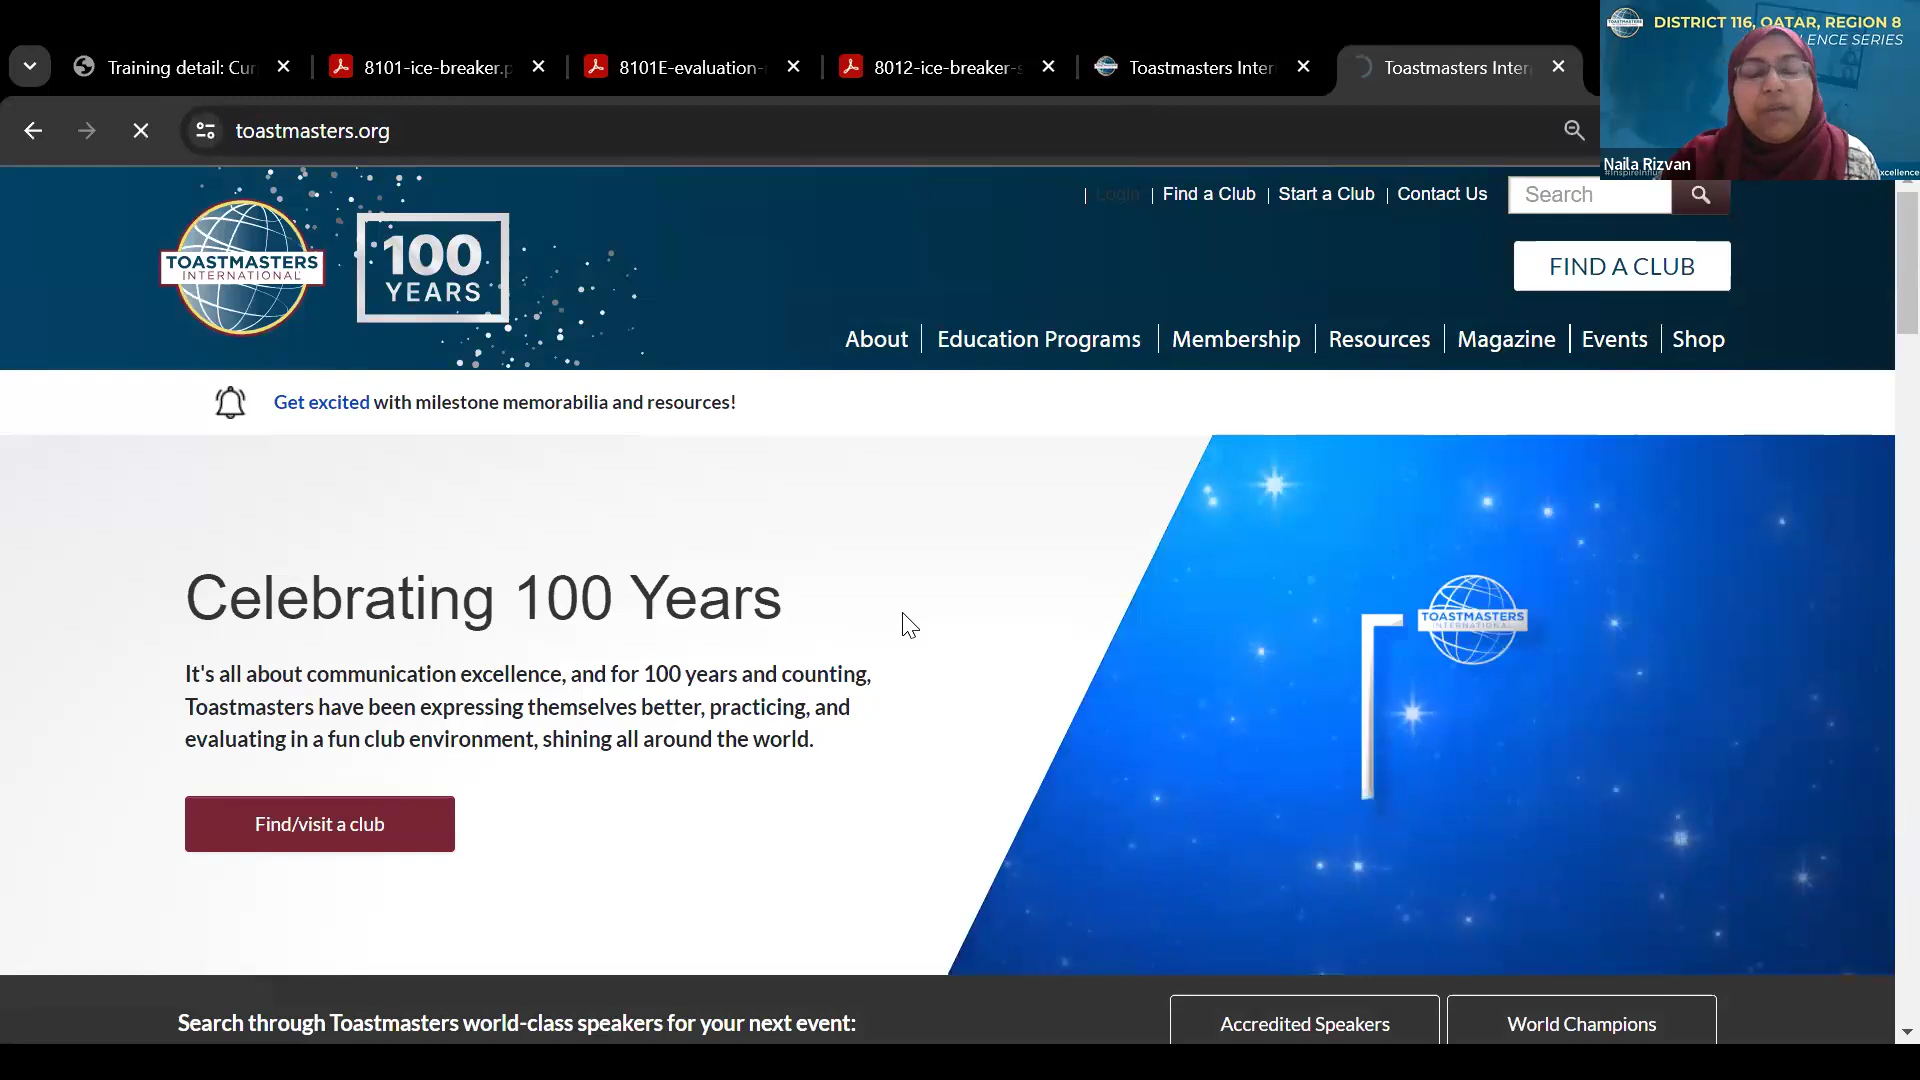 DISTRICT 116, QATAR, REGION 8
LENCE SERIES
Training detail: Cur
8101-ice-breaker.p
8101E-evaluation-
8012-ice-breaker-s
Toastmasters Inter
Toastmasters Inter
toastmasters.org
Naila Rizvan
xcellence
Login
Find a Club
Start a Club
Contact Us
Search
TOASTMASTERS
INTERNATIONAL
100
YEARS
FIND A CLUB
About
Education Programs
Membership
Resources
Magazine
Events
Shop
Get excited with milestone memorabilia and resources!
Celebrating 100 Years
TOASTMASTERS
INTERNATIONAL
It's all about communication excellence, and for 100 years and counting,
Toastmasters have been expressing themselves better, practicing, and
evaluating in a fun club environment, shining all around the world.
Find/visit a club
Search through Toastmasters world-class speakers for your next event:
Accredited Speakers
World Champions